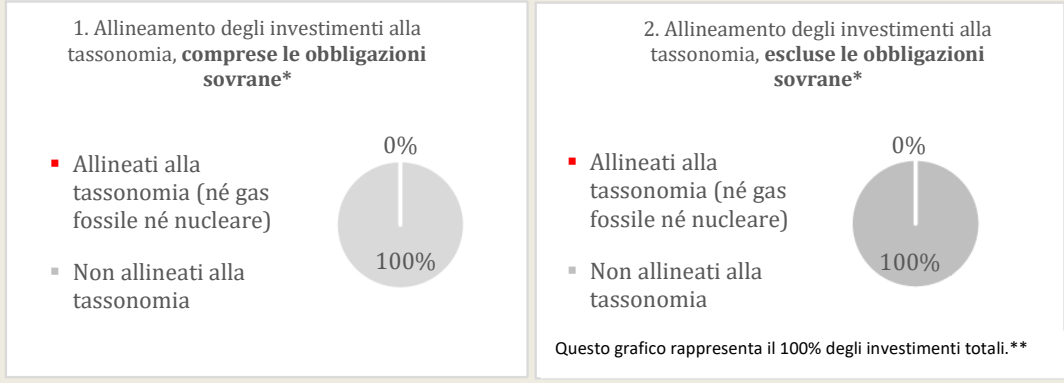 1. Allineamento degli investimenti alla
tassonomia, comprese le obbligazioni
sovrane*
0%
Allineati alla
tassonomia (né gas
fossile né nucleare)
100%
Non allineati alla
tassonomia
2. Allineamento degli investimenti alla
tassonomia, escluse le obbligazioni
sovrane*
0%
Allineati alla
tassonomia (né gas
fossile né nucleare)
100%
Non allineati alla
tassonomia
Questo grafico rappresenta il 100% degli investimenti totali.**